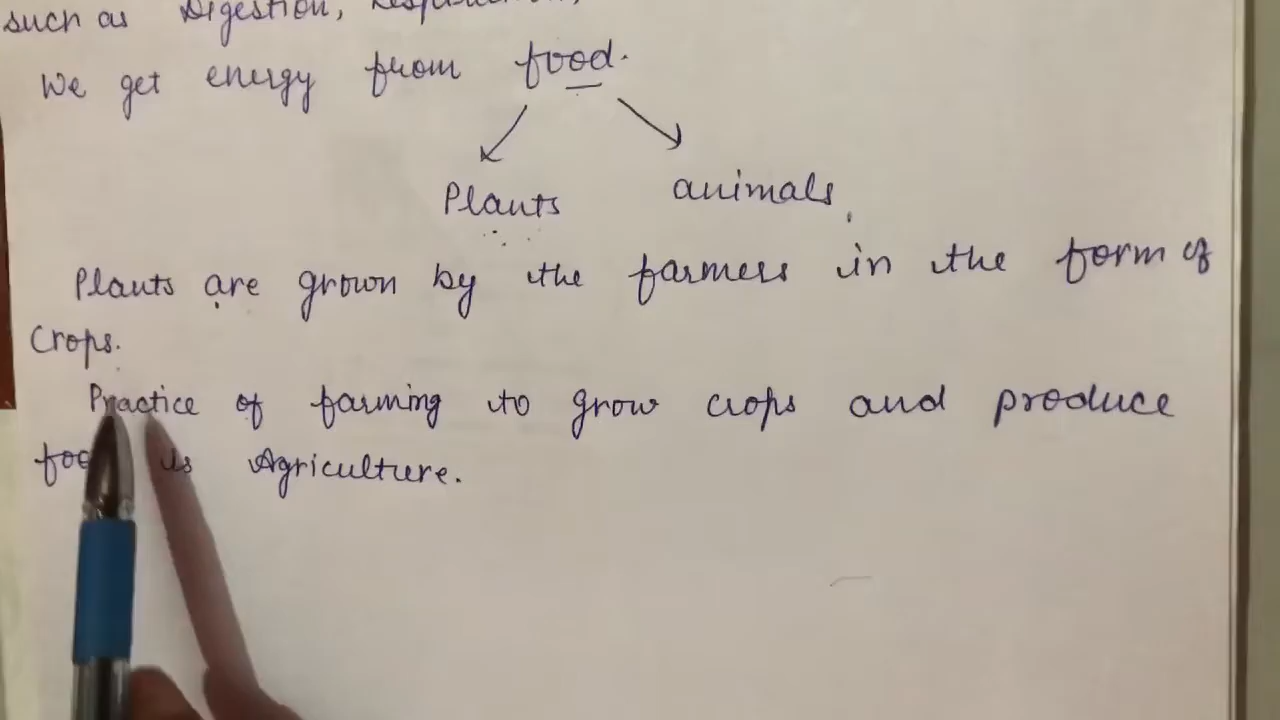 such as Digestion,
We get energy from food.
Plants animals,
Plants are grown by the farmers in the form of
Crops.
Practice of farming to grow crops and produce
is Agriculture.